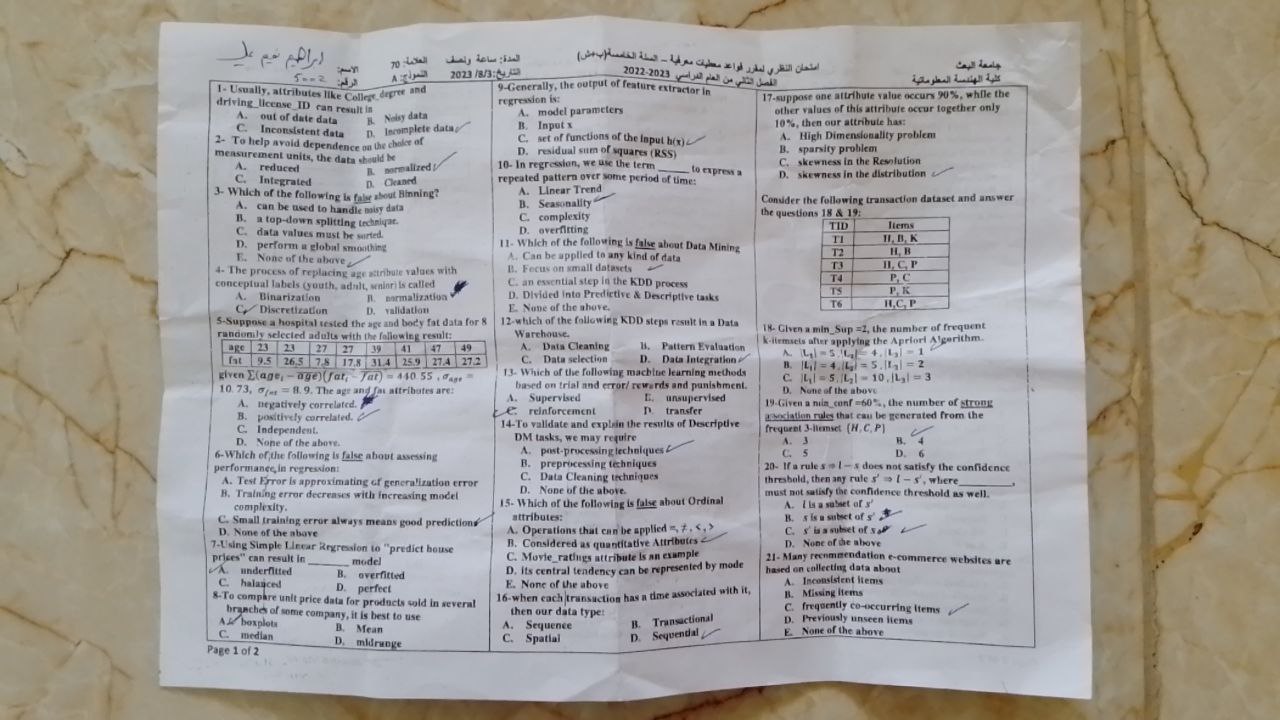 جامعة البعث
كلية الهندسة المعلوماتية
امتحان النظري لمقرر قواعد معطيات معرفية – السنة الخامسة(ب+ش)
الفصل الثاني من العام الدراسي 2022-2023
المدة: ساعة ونصف
التاريخ:2023 /8/3
العلامة: 70
النموذج: A
الاسم: ابراهيم نعيم علي
الرقم: 5002
1- Usually, attributes like College_degree and
driving_license_ID can result in
A. out of date data B. Noisy data
C. Inconsistent data D. Incomplete data
2- To help avoid dependence on the choice of
measurement units, the data should be
A. reduced B. normalized
C. Integrated D. Cleaned
3- Which of the following is false about Binning?
A. can be used to handle noisy data
B. a top-down splitting technique.
C. data values must be sorted.
D. perform a global smoothing
E. None of the above
4- The process of replacing age attribute values with
conceptual labels (youth, adult, senior) is called
A. Binarization B. normalization
C. Discretization D. validation
5-Suppose a hospital tested the age and body fat data for 8
randomly selected adults with the following result:
age 23 23 27 27 39 41 47 49
fat 9.5 26.5 7.8 17.8 31.4 25.9 27.4 27.2
given Σ(age_i − \overline{age})(fat_i − \overline{fat}) = 440.55 , σ_age =
10.73, σ_fat = 8.9. The age and fat attributes are:
A. negatively correlated.
B. positively correlated.
C. Independent.
D. None of the above.
6-Which of the following is false about assessing
performance in regression:
A. Test Error is approximating of generalization error
B. Training error decreases with increasing model
complexity.
C. Small training error always means good predictions
D. None of the above
7-Using Simple Linear Regression to "predict house
prices" can result in ______ model
A. underfitted B. overfitted
C. balanced D. perfect
8-To compare unit price data for products sold in several
branches of some company, it is best to use
A. boxplots B. Mean
C. median D. midrange
Page 1 of 2
9-Generally, the output of feature extractor in
regression is:
A. model parameters
B. Input x
C. set of functions of the input h(x)
D. residual sum of squares (RSS)
10- In regression, we use the term ______ to express a
repeated pattern over some period of time:
A. Linear Trend
B. Seasonality
C. complexity
D. overfitting
11- Which of the following is false about Data Mining
A. Can be applied to any kind of data
B. Focus on small datasets
C. an essential step in the KDD process
D. Divided into Predictive & Descriptive tasks
E. None of the above.
12-which of the following KDD steps result in a Data
Warehouse.
A. Data Cleaning B. Pattern Evaluation
C. Data selection D. Data Integration
13- Which of the following machine learning methods
based on trial and error/ rewards and punishment.
A. Supervised E. unsupervised
C. reinforcement D. transfer
14-To validate and explain the results of Descriptive
DM tasks, we may require
A. post-processing techniques
B. preprocessing techniques
C. Data Cleaning techniques
D. None of the above.
15- Which of the following is false about Ordinal
attributes:
A. Operations that can be applied =, ≠, <, >
B. Considered as quantitative Attributes
C. Movie_ratings attribute is an example
D. its central tendency can be represented by mode
E. None of the above
16-when each transaction has a time associated with it,
then our data type:
A. Sequence B. Transactional
C. Spatial D. Sequential
17-suppose one attribute value occurs 90%, while the
other values of this attribute occur together only
10%, then our attribute has:
A. High Dimensionality problem
B. sparsity problem
C. skewness in the Resolution
D. skewness in the distribution
Consider the following transaction dataset and answer
the questions 18 & 19:
TID Items
T1 H, B, K
T2 H, B
T3 H, C, P
T4 P, C
T5 P, K
T6 H,C, P
18- Given a min_Sup =2, the number of frequent
k-itemsets after applying the Apriori Algorithm.
A. |L1| = 5 ,|L2| = 4, |L3| = 1
B. |L1| = 4, |L2| = 5 , |L3| = 2
C. |L1| = 5, |L2| = 10 , |L3| = 3
D. None of the above
19-Given a min_conf =60%, the number of strong
association rules that can be generated from the
frequent 3-itemset {H, C, P}
A. 3 B. 4
C. 5 D. 6
20- If a rule s ⇒ l − s does not satisfy the confidence
threshold, then any rule s' ⇒ l − s', where________,
must not satisfy the confidence threshold as well.
A. l is a subset of s'
B. s is a subset of s'
C. s' is a subset of s
D. None of the above
21- Many recommendation e-commerce websites are
based on collecting data about
A. Inconsistent items
B. Missing items
C. frequently co-occurring items
D. Previously unseen items
E. None of the above